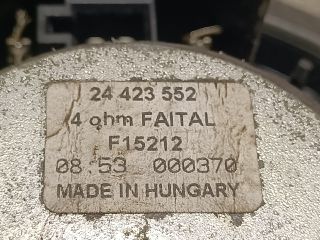 24 423 552
4 ohm FAITAL
F15212
08.53 000370
MADE IN HUNGARY